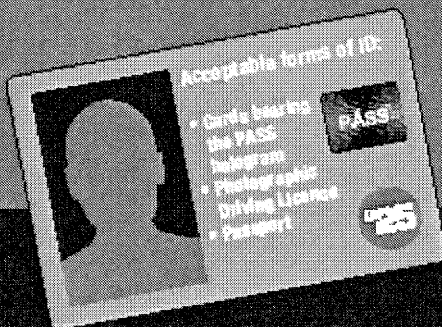 Acceptable forms of ID:
• Cards bearing
the PASS
hologram
• Photographic
Driving Licence
• Passport
PASS